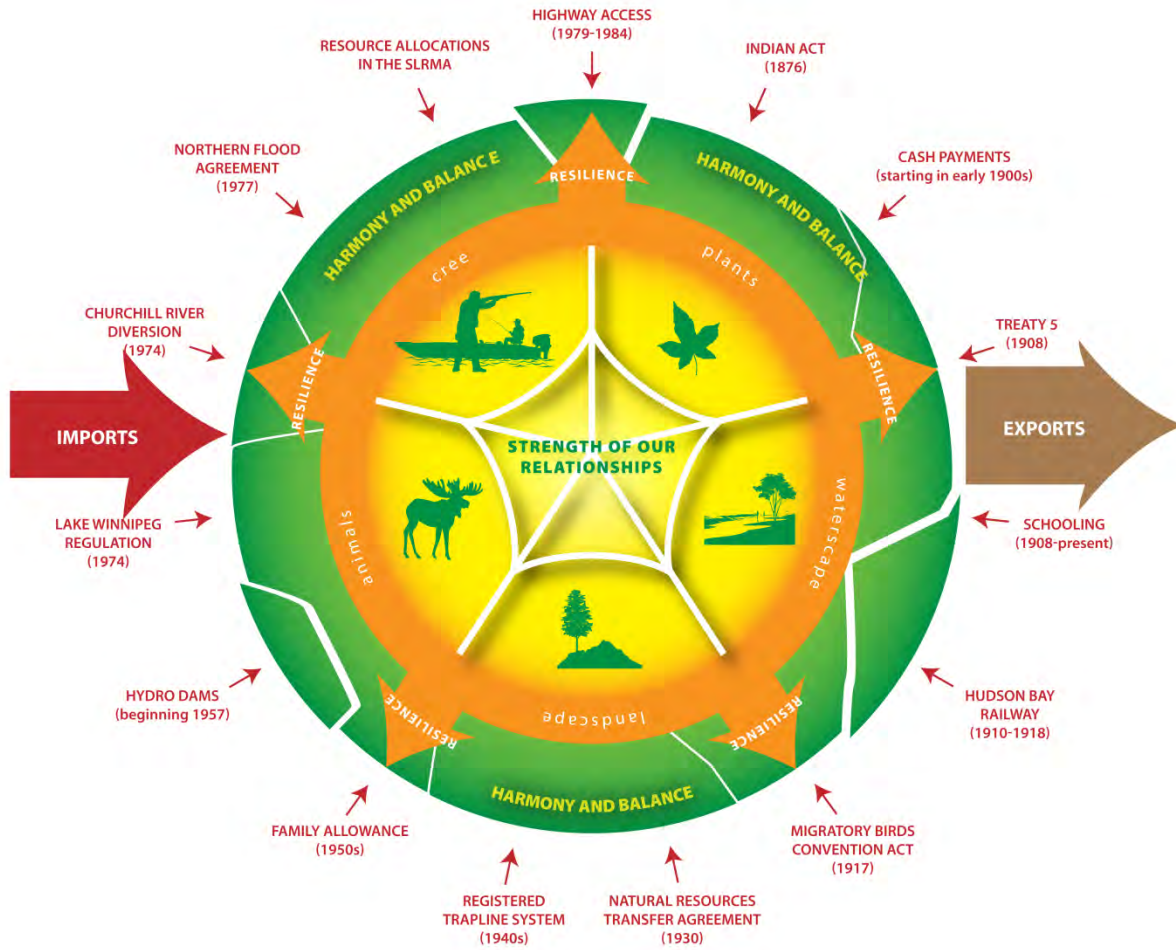 HIGHWAY ACCESS
(1979-1984)
RESOURCE ALLOCATIONS
IN THE SLRMA
INDIAN ACT
(1876)
NORTHERN FLOOD
AGREEMENT
(1977)
CASH PAYMENTS
(starting in early 1900s)
HARMONY AND BALANCE
RESILIENCE
HARMONY AND BALANCE
cree
plants
CHURCHILL RIVER
DIVERSION
(1974)
TREATY 5
(1908)
RESILIENCE
RESILIENCE
IMPORTS
EXPORTS
STRENGTH OF OUR
RELATIONSHIPS
LAKE WINNIPEG
REGULATION
(1974)
animals
waterscape
SCHOOLING
(1908-present)
HYDRO DAMS
(beginning 1957)
HUDSON BAY
RAILWAY
(1910-1918)
RESILIENCE
landscape
RESILIENCE
HARMONY AND BALANCE
FAMILY ALLOWANCE
(1950s)
MIGRATORY BIRDS
CONVENTION ACT
(1917)
REGISTERED
TRAPLINE SYSTEM
(1940s)
NATURAL RESOURCES
TRANSFER AGREEMENT
(1930)